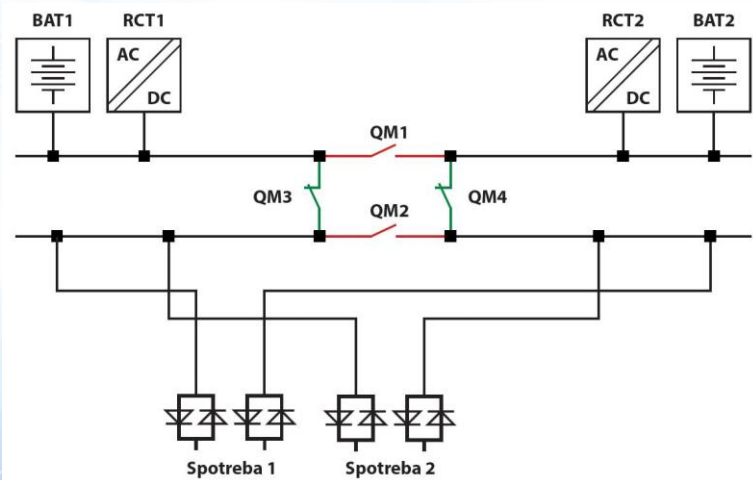 BAT1 RCT1 RCT2 BAT2
AC AC
DC DC
QM1
QM3 QM4
QM2
Spotreba 1 Spotreba 2